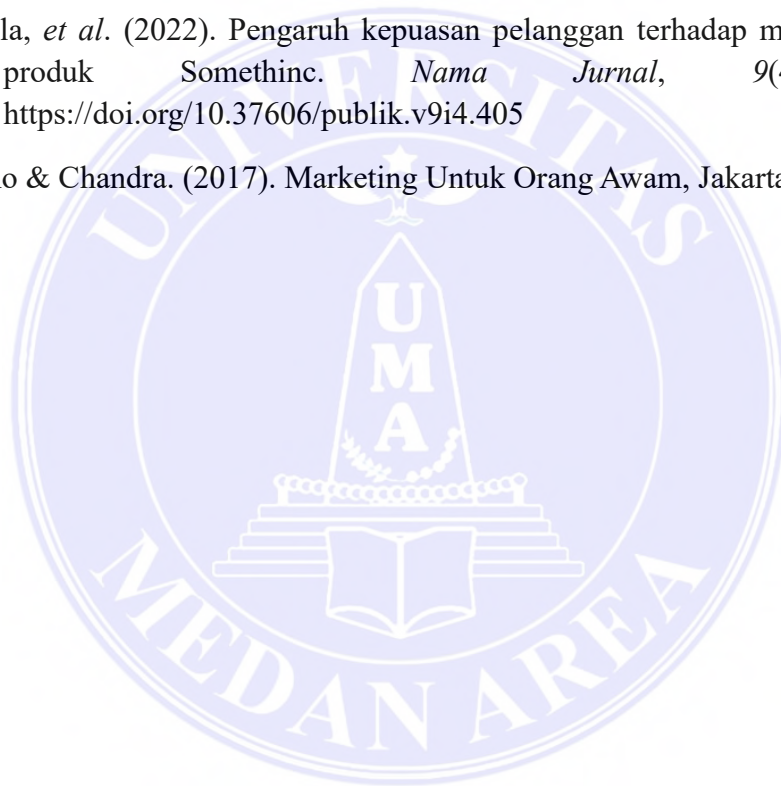 la, et al. (2022). Pengaruh kepuasan pelanggan terhadap m
produk Somethinc. Nama Jurnal, 9(
https://doi.org/10.37606/publik.v9i4.405
o & Chandra. (2017). Marketing Untuk Orang Awam, Jakarta
UNIVERSITAS
U
M
A
MEDAN AREA